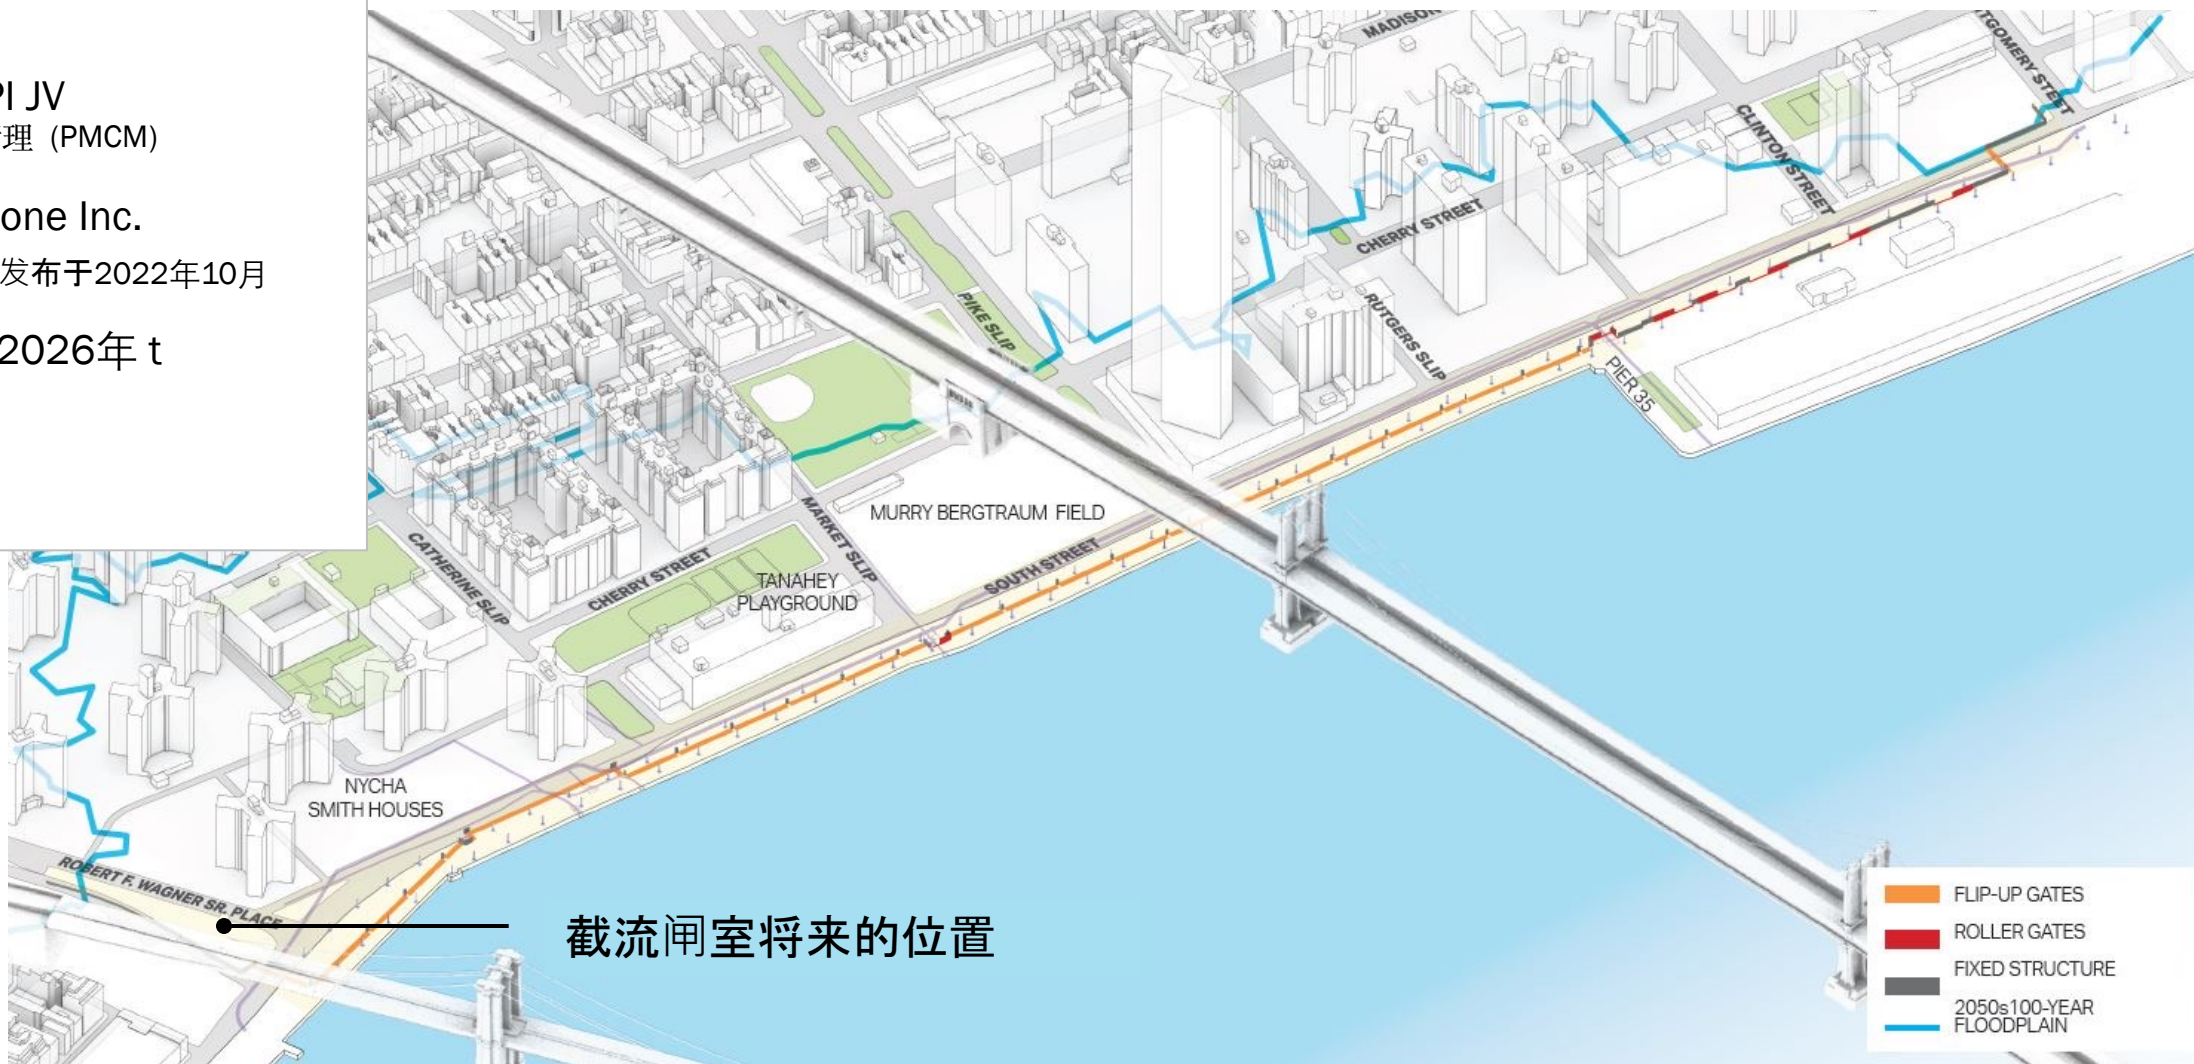 PI JV
理 (PMCM)
one Inc.
发布于2022年10月
2026年 t
MADISON
MONTGOMERY STEET
CLINTON STREET
CHERRY STREET
PIKE SLIP
RUTGERS SLIP
PIER 35
MURRY BERGTRAUM FIELD
MARKET SLIP
SOUTH STREET
CATHERINE SLIP
CHERRY STREET
TANAHEY
PLAYGROUND
NYCHA
SMITH HOUSES
ROBERT F. WAGNER SR. PLACE
截流闸室将来的位置
FLIP-UP GATES
ROLLER GATES
FIXED STRUCTURE
2050s100-YEAR
FLOODPLAIN